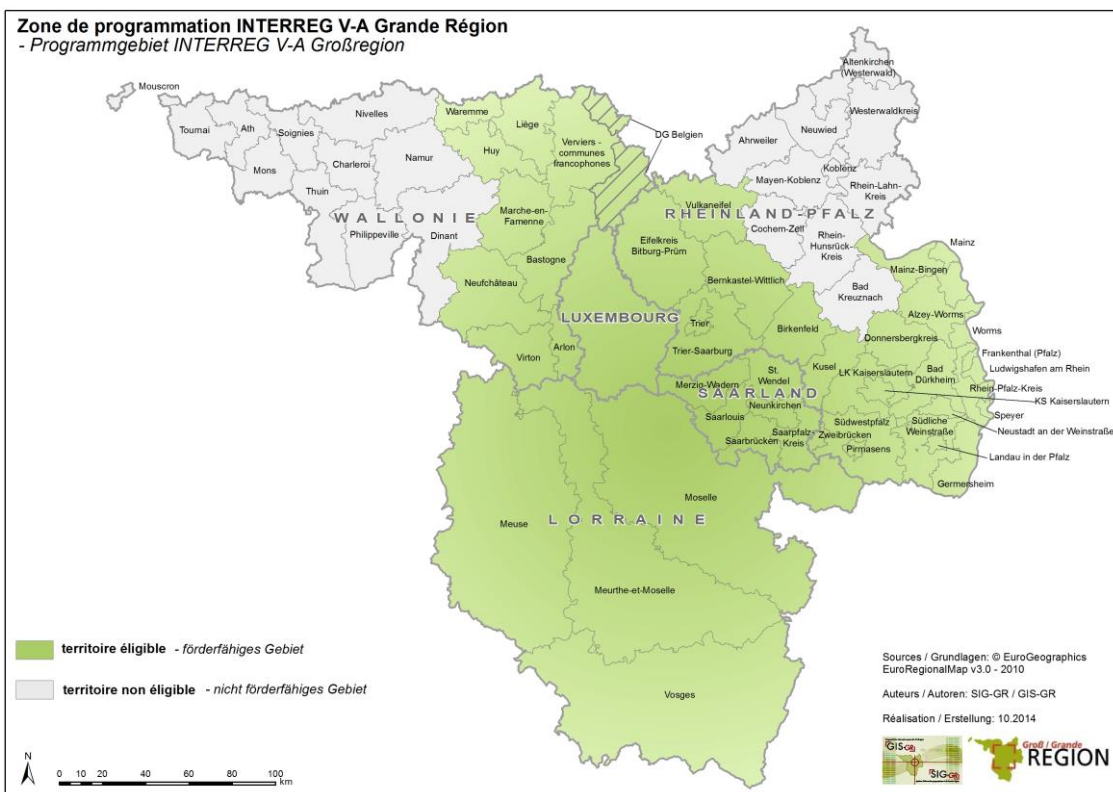 Zone de programmation INTERREG V-A Grande Région
- Programmgebiet INTERREG V-A Großregion
Mouscron
Tournai
Ath
Soignies
Nivelles
Mons
Charleroi
Namur
Thuin
WALLONIE
Philippeville
Dinant
Waremme
Liège
Huy
Verviers -
communes
francophones
DG Belgien
Marche-en-
Famenne
Bastogne
Neufchâteau
Virton
Arlon
LUXEMBOURG
Altenkirchen
(Westerwald)
Westerwaldkreis
Neuwied
Ahrweiler
Koblenz
Mayen-Koblenz
Rhein-Lahn-
Kreis
Vulkaneifel
RHEINLAND-PFALZ
Cochem-Zell
Rhein-
Hunsrück-
Kreis
Eifelkreis
Bitburg-Prüm
Bernkastel-Wittlich
Bad
Kreuznach
Mainz
Mainz-Bingen
Alzey-Worms
Worms
Trier
Trier-Saarburg
Birkenfeld
Donnersbergkreis
Frankenthal (Pfalz)
Ludwigshafen am Rhein
Kusel
LK Kaiserslautern
Bad
Dürkheim
Rhein-Pfalz-Kreis
KS Kaiserslautern
Speyer
Neustadt an der Weinstraße
Landau in der Pfalz
Germersheim
Südwestpfalz
Südliche
Weinstraße
Zweibrücken
Pirmasens
Merzig-Wadern
St.
Wendel
SAARLAND
Neunkirchen
Saarlouis
Saarbrücken
Saarpfalz-
Kreis
Moselle
LORRAINE
Meuse
Meurthe-et-Moselle
Vosges
territoire éligible - förderfähiges Gebiet
territoire non éligible - nicht förderfähiges Gebiet
N
0 10 20 40 60 80 100
km
Sources / Grundlagen: © EuroGeographics
EuroRegionalMap v3.0 - 2010
Auteurs / Autoren: SIG-GR / GIS-GR
Réalisation / Erstellung: 10.2014
GIS-GR
SIG-GR
Groß / Grande
REGION